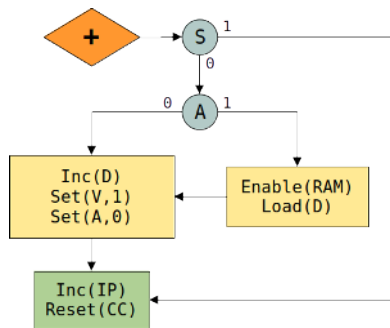 +
S
1
0
0
A
1
Inc(D)
Set(V,1)
Set(A,0)
Enable(RAM)
Load(D)
Inc(IP)
Reset(CC)